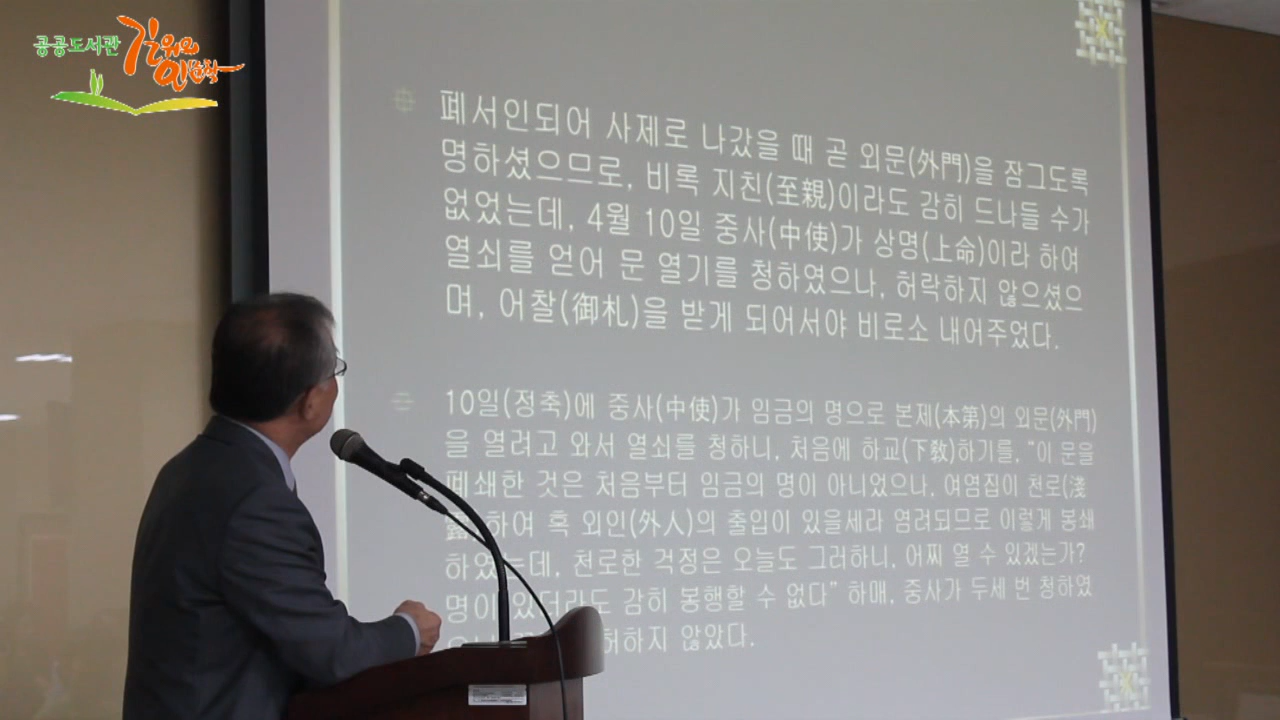 공공도서관 길위의
인문학
폐서인되어 사제로 나갔을 때 곧 외문(外門)을 잠그도록
명하셨으므로, 비록 지친(至親)이라도 감히 드나들 수가
없었는데, 4월 10일 중사(中使)가 상명(上命)이라 하여
열쇠를 얻어 문 열기를 청하였으나, 허락하지 않으셨으
며, 어찰(御札)을 받게 되어서야 비로소 내어주었다.
10일(정축)에 중사(中使)가 임금의 명으로 본제(本第)의 외문(外門)
을 열려고 와서 열쇠를 청하니, 처음에 하교(下敎)하기를, "이 문을
폐쇄한 것은 처음부터 임금의 명이 아니었으나, 여염집이 천로(淺
露)하여 혹 외인(外人)의 출입이 있을세라 염려되므로 이렇게 봉쇄
하였는데, 천로한 걱정은 오늘도 그러하니, 어찌 열 수 있겠는가?
명이 있더라도 감히 봉행할 수 없다" 하매, 중사가 두세 번 청하였
허하지 않았다.